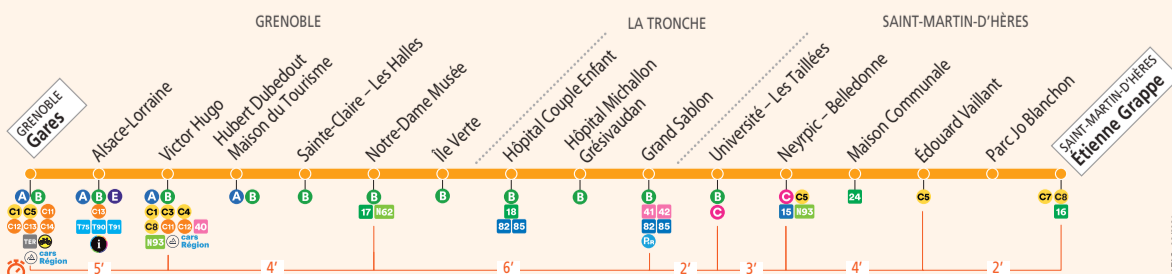 GRENOBLE
LA TRONCHE
SAINT-MARTIN-D'HÈRES
GRENOBLE
Gares
Alsace-Lorraine
Victor Hugo
Hubert Dubedout
Maison du Tourisme
Sainte-Claire – Les Halles
Notre-Dame Musée
Île Verte
Hôpital Couple Enfant
Hôpital Michallon
Grésivaudan
Grand Sablon
Université – Les Taillées
Neyrpic – Belledonne
Maison Communale
Édouard Vaillant
Parc Jo Blanchon
SAINT-MARTIN-D'HÈRES
Étienne Grappe
A B
C1 C5 C11
C12 C13 C14
TER
cars
Région
A B E
C13
T75 T90 T91
i
A B
C1 C3 C4
C8 C11 C12 40
N93 cars
Région
A B
B
B
17 N62
B
B
18
82 85
B
B
41 42
82 85
P+R
B
C
C C5
15 N93
24
C5
C7 C8
16
5' 4' 6' 2' 3' 4' 2'